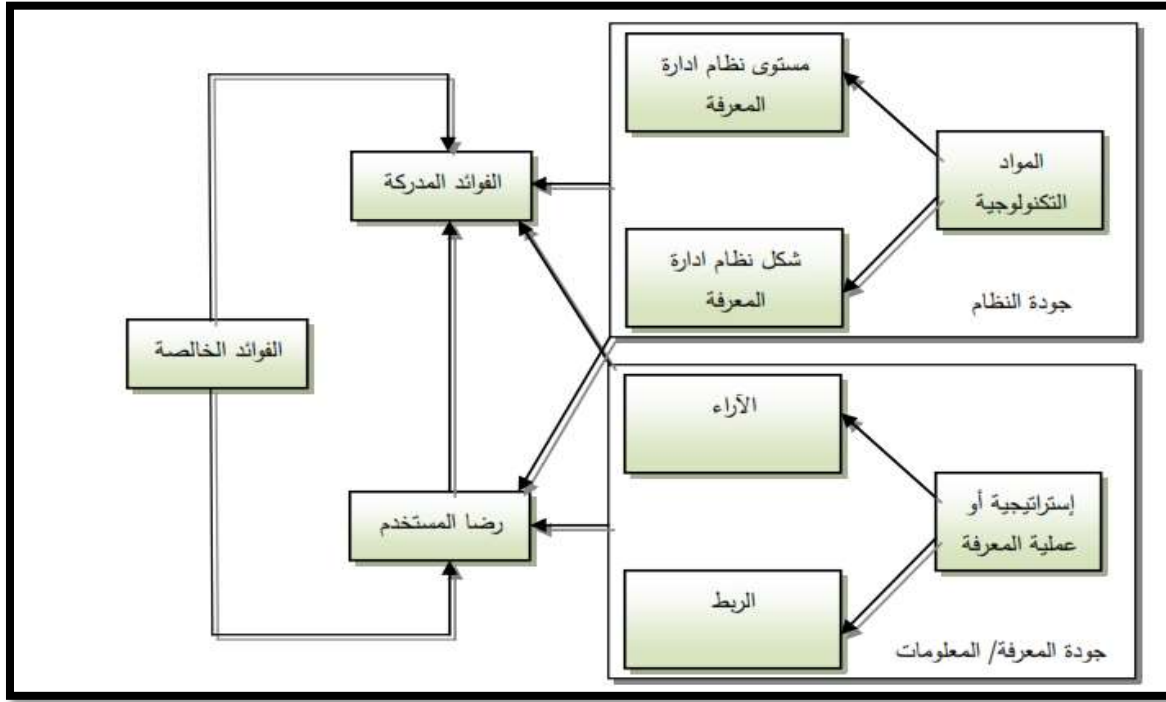 مستوى نظام ادارة
المعرفة
المواد
التكنولوجية
شكل نظام ادارة
المعرفة
جودة النظام
الفوائد المدركة
الفوائد الخالصة
رضا المستخدم
الآراء
إستراتيجية أو
عملية المعرفة
الربط
جودة المعرفة/ المعلومات